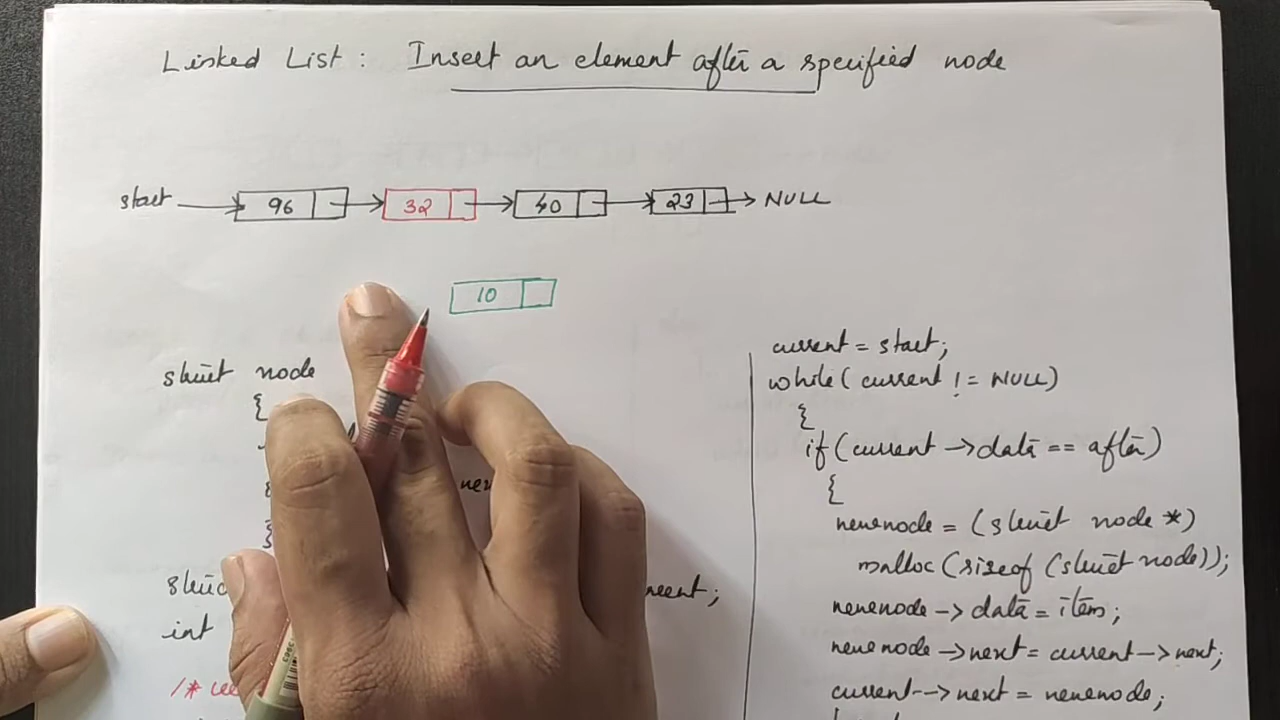 Linked List : Insert an element after a specified node
start 96 32 40 23 NULL
10
struct node
{
}
int
/*
current = start;
while ( current != NULL)
{
if (current -> data == after)
{
newnode = (struct node *)
malloc (sizeof (struct node));
newnode -> data = item;
newnode -> next = current -> next;
current -> next = newnode;